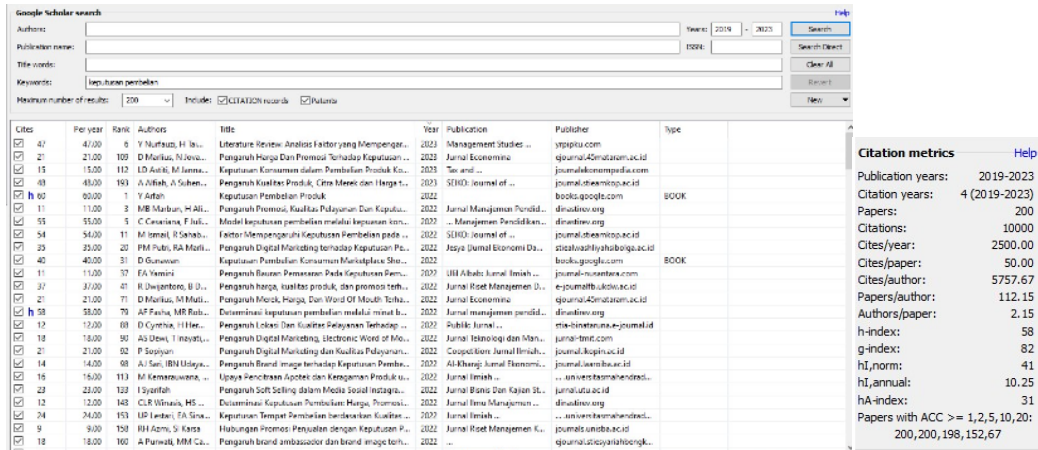 Google Scholar search Help
Authors: Years: 2019 - 2023 Search
Publication name: ISSN: Search Direct
Title words: Clear All
Keywords: keputusan pembelian Revert
Maximum number of results: 200 Include: CITATION records Patents New
Cites Per year Rank Authors Title Year Publication Publisher Type
47 47.00 6 Y Nurfauzi, H Tai... Literature Review: Analisis Faktor yang Mempengar... 2023 Management Studies ... yrpipku.com
21 21.00 109 D Marlius, N Jova... Pengaruh Harga Dan Promosi Terhadap Keputusan ... 2023 Jurnal Economina ejournal.45mataram.ac.id
15 15.00 112 LD Astiti, M Janna... Keputusan Konsumen dalam Pembelian Produk Ko... 2023 Tax and ... journalekonomipedia.com
48 48.00 193 A Alfiah, A Suhen... Pengaruh Kualitas Produk, Citra Merek dan Harga t... 2023 SEIKO: Journal of ... journal.stieamkop.ac.id
h 60 60.00 1 Y Arfah Keputusan Pembelian Produk 2022 books.google.com BOOK
11 11.00 3 MB Marbun, H Ali... Pengaruh Promosi, Kualitas Pelayanan Dan Keputu... 2022 Jurnal Manajemen Pendid... dinastirev.org
55 55.00 5 C Cesariana, F Juli... Model keputusan pembelian melalui kepuasan kon... 2022 ... Manajemen Pendidikan... dinastirev.org
54 54.00 11 M Ismail, R Sahab... Faktor Mempengaruhi Keputusan Pembelian pada ... 2022 SEIKO: Journal of ... journal.stieamkop.ac.id
35 35.00 20 PM Putri, RA Marli... Pengaruh Digital Marketing terhadap Keputusan Pe... 2022 Jesya (Jurnal Ekonomi Da... stiealwashliyahsibolga.ac.id
40 40.00 31 D Gunawan Keputusan Pembelian Konsumen Marketplace Sho... 2022 books.google.com BOOK
11 11.00 37 EA Yamini Pengaruh Bauran Pemasaran Pada Keputusan Pem... 2022 Ulil Albab: Jurnal Ilmiah ... journal-nusantara.com
37 37.00 41 R Dwijantoro, B D... Pengaruh harga, kualitas produk, dan promosi terh... 2022 Jurnal Riset Manajemen D... e-journalfb.ukdw.ac.id
21 21.00 71 D Marlius, M Muti... Pengaruh Merek, Harga, Dan Word Of Mouth Terha... 2022 Jurnal Economina ejournal.45mataram.ac.id
h 58 58.00 79 AF Fasha, MR Rob... Determinasi keputusan pembelian melalui minat b... 2022 Jurnal manajemen pendid... dinastirev.org
12 12.00 88 D Cynthia, H Her... Pengaruh Lokasi Dan Kualitas Pelayanan Terhadap ... 2022 Publik: Jurnal ... stia-binataruna.e-journal.id
18 18.00 90 AS Dewi, T Inayati,... Pengaruh Digital Marketing, Electronic Word of Mo... 2022 Jurnal Teknologi dan Man... jurnal-tmit.com
21 21.00 92 P Sopiyan Pengaruh Digital Marketing dan Kualitas Pelayanan... 2022 Coopetition: Jurnal Ilmiah... journal.ikopin.ac.id
14 14.00 98 AJ Sari, IBN Udaya... Pengaruh Brand Image terhadap Keputusan Pembe... 2022 Al-Kharaj: Jurnal Ekonomi... journal.laaroiba.ac.id
16 16.00 113 M Kemarauwana, ... Upaya Pencitraan Apotek dan Keragaman Produk u... 2022 Jurnal Ilmiah ... ... .universitasmahendrad...
23 23.00 133 I Syarifah Pengaruh Soft Selling dalam Media Sosial Instagra... 2022 Jurnal Bisnis Dan Kajian St... jurnal.utu.ac.id
12 12.00 143 CLR Winasis, HS ... Determinasi Keputusan Pembelian: Harga, Promosi... 2022 Jurnal Ilmu Manajemen ... dinastirev.org
24 24.00 153 UP Lestari, EA Sina... Keputusan Tempat Pembelian berdasarkan Kualitas ... 2022 Jurnal Ilmiah ... ... .universitasmahendrad...
9 9.00 158 RH Azmi, SI Karsa Hubungan Promosi Penjualan dengan Keputusan P... 2022 Jurnal Riset Manajemen K... journals.unisba.ac.id
18 18.00 160 A Purwati, MM Ca... Pengaruh brand ambassador dan brand image terh... 2022 ... ejournal.stiesyariahbengk...
Citation metrics Help
Publication years: 2019-2023
Citation years: 4 (2019-2023)
Papers: 200
Citations: 10000
Cites/year: 2500.00
Cites/paper: 50.00
Cites/author: 5757.67
Papers/author: 112.15
Authors/paper: 2.15
h-index: 58
g-index: 82
hI,norm: 41
hI,annual: 10.25
hA-index: 31
Papers with ACC >= 1,2,5,10,20:
200,200,198,152,67